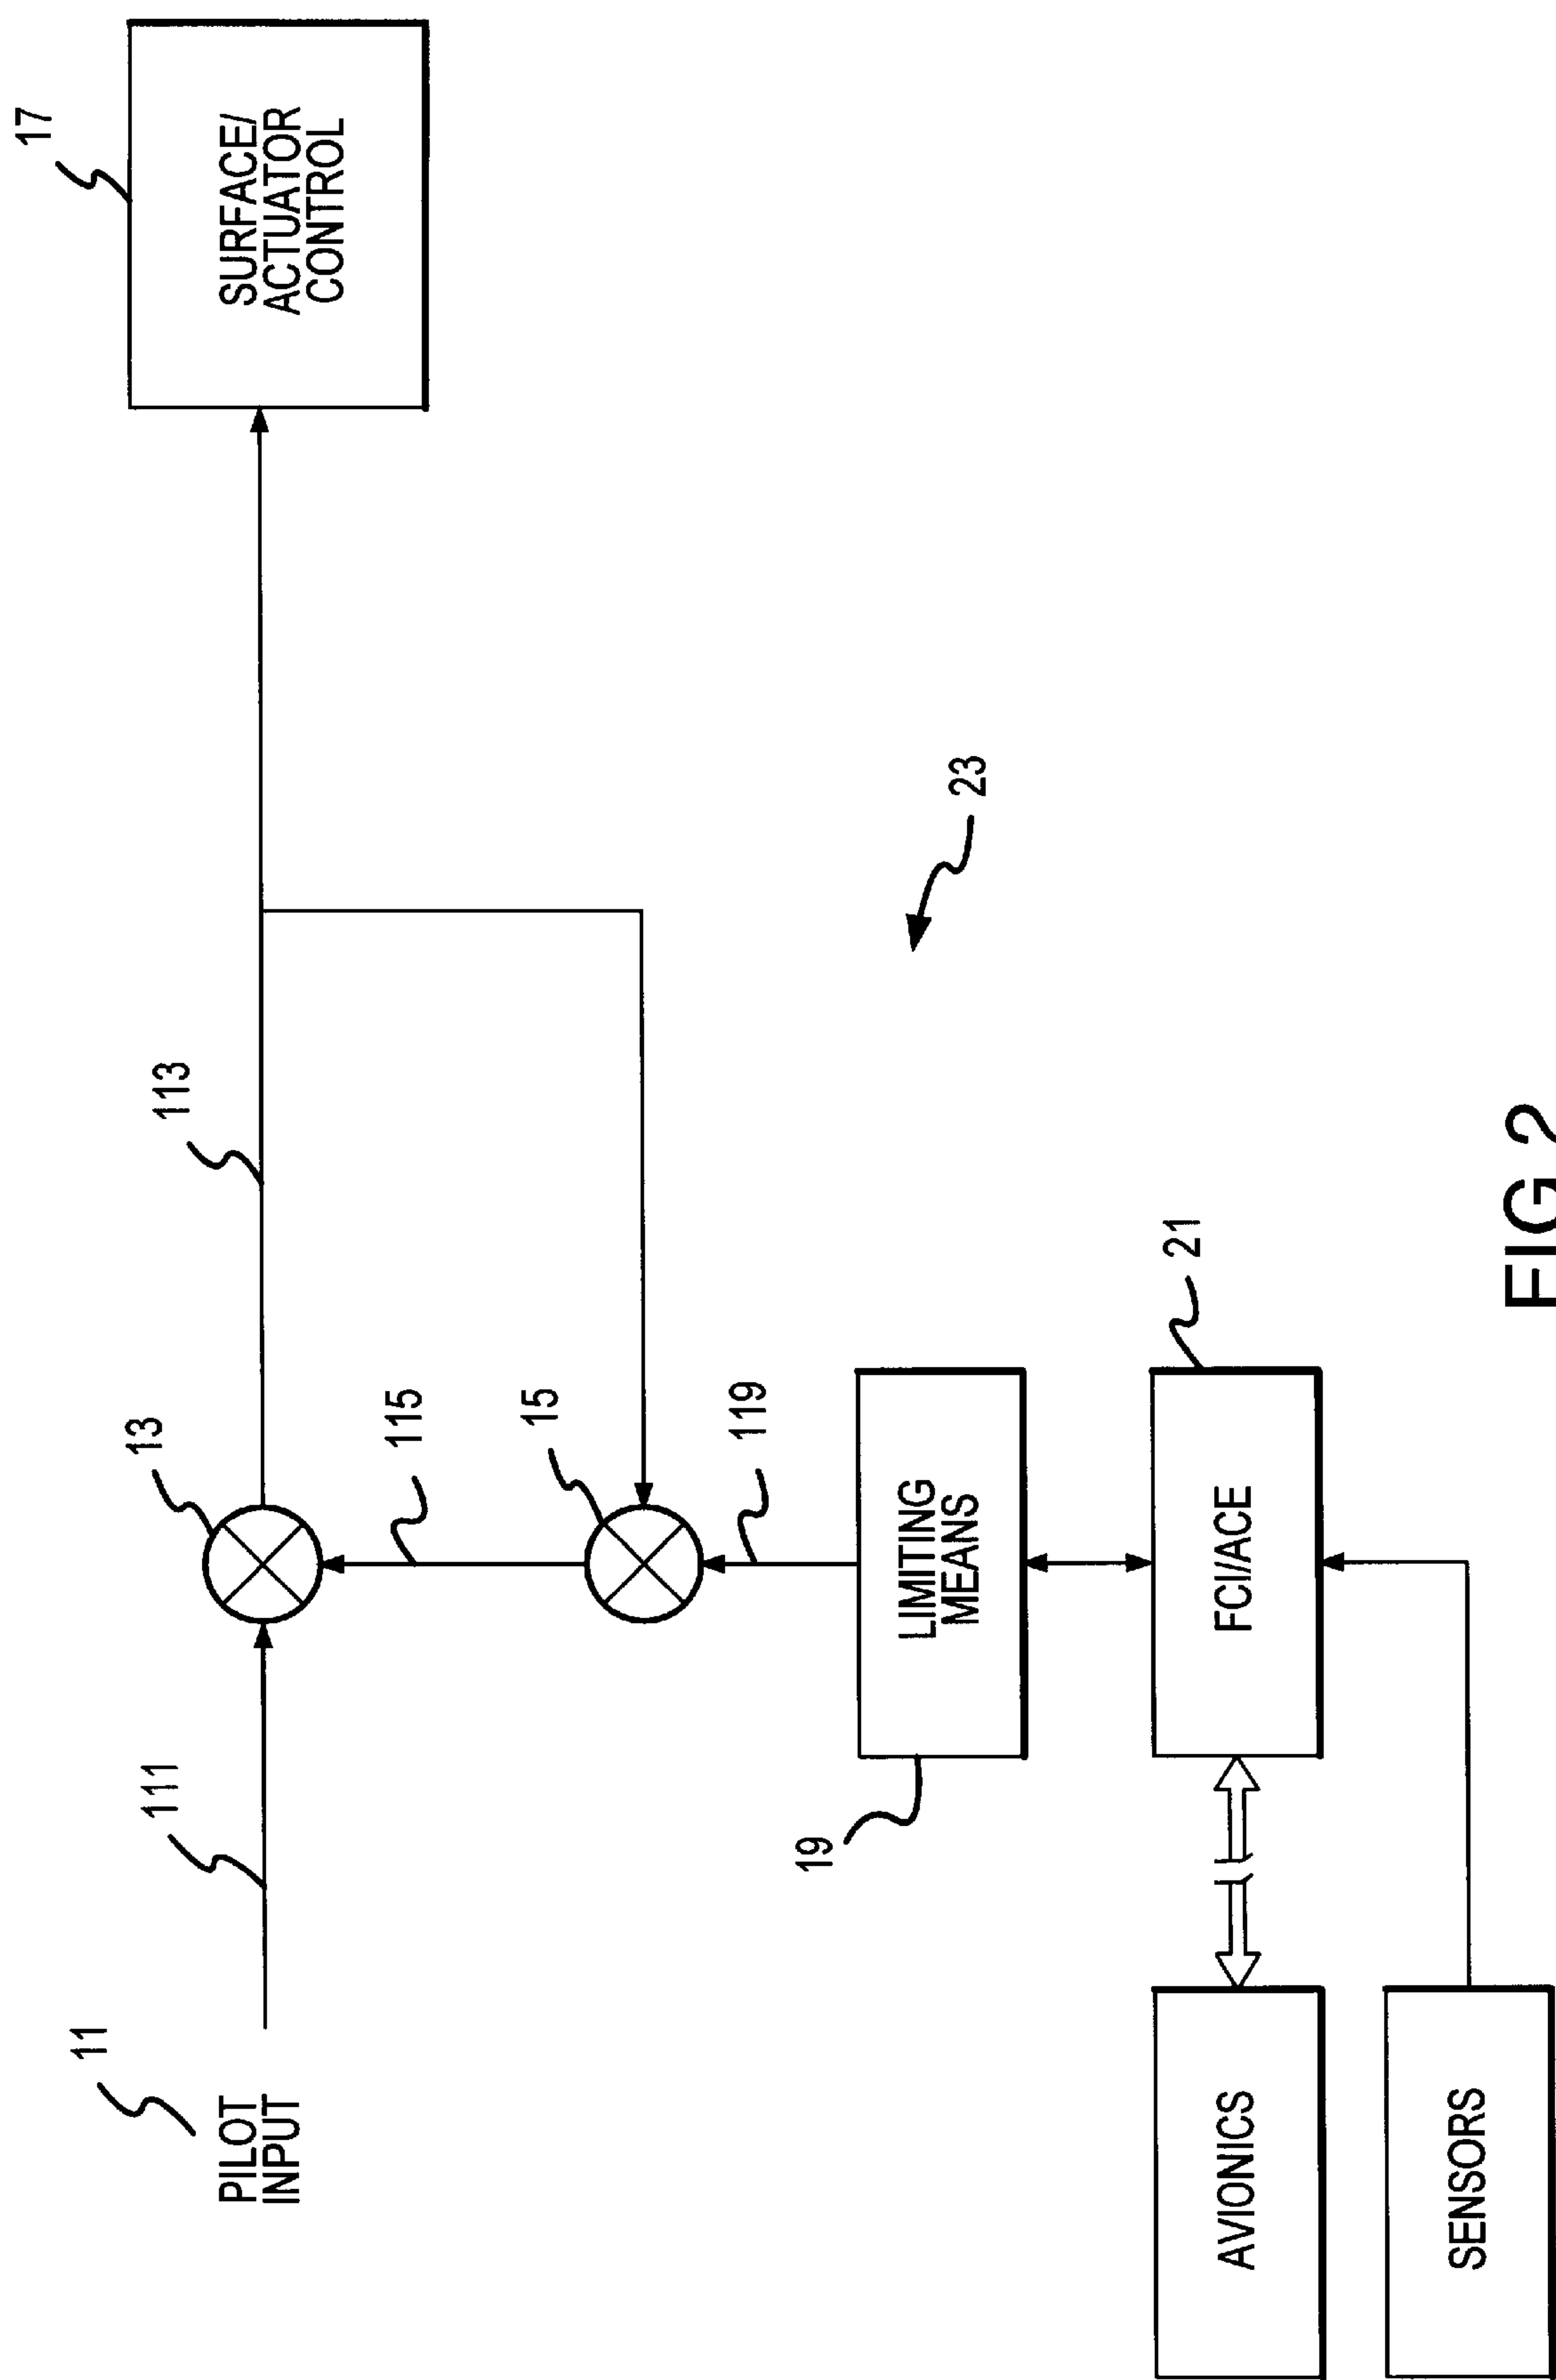 17
SURFACE/
ACTUATOR
CONTROL
113
13
111
11
PILOT
INPUT
115
15
119
23
LIMITING
MEANS
19
21
FCI/ACE
AVIONICS
SENSORS
FIG 2